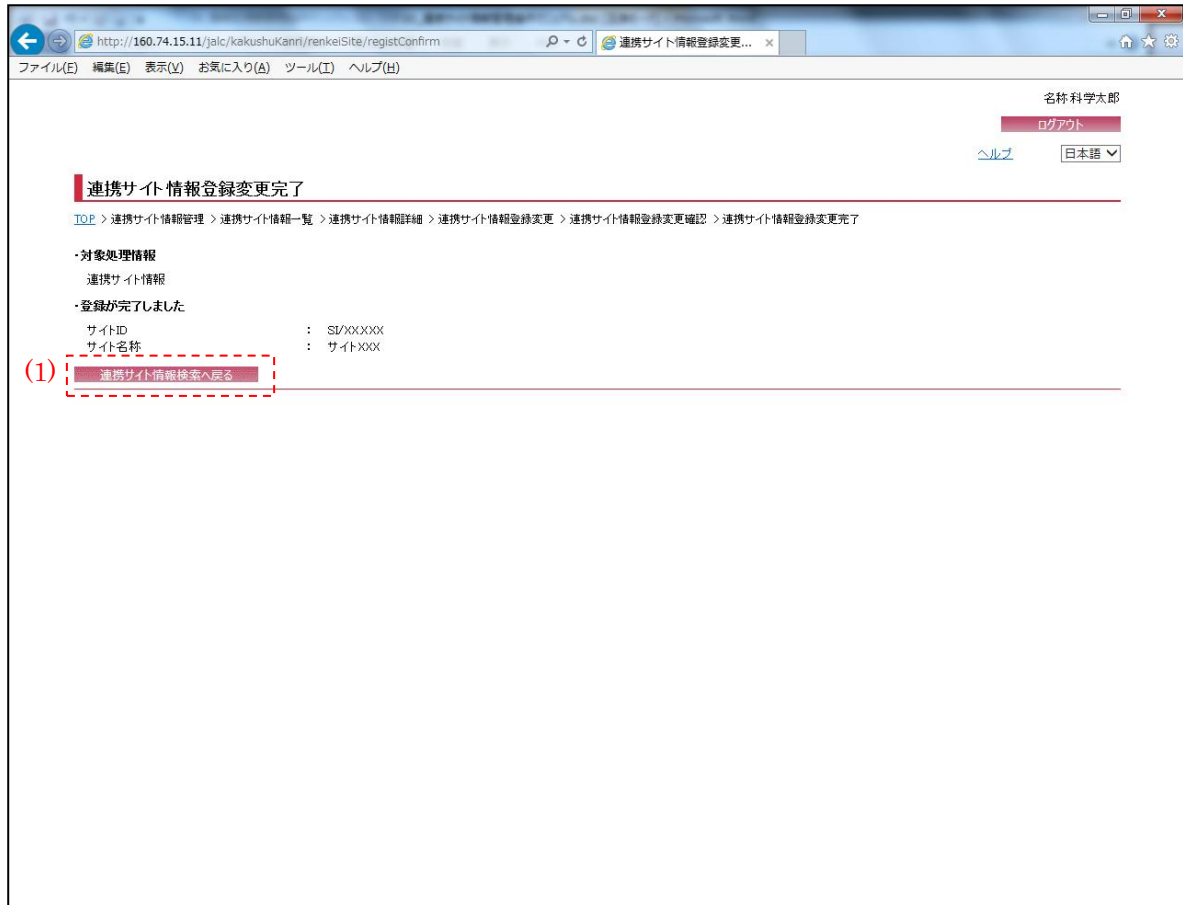 http://160.74.15.11/jalc/kakushuKanri/renkeiSite/registConfirm
連携サイト情報登録変更...
ファイル(F) 編集(E) 表示(V) お気に入り(A) ツール(T) ヘルプ(H)
名称 科学太郎
ログアウト
ヘルプ 日本語
連携サイト情報登録変更完了
TOP > 連携サイト情報管理 > 連携サイト情報一覧 > 連携サイト情報詳細 > 連携サイト情報登録変更 > 連携サイト情報登録変更確認 > 連携サイト情報登録変更完了
・対象処理情報
連携サイト情報
・登録が完了しました
サイトID : SI/XXXXX
サイト名称 : サイトXXX
(1) 連携サイト情報検索へ戻る